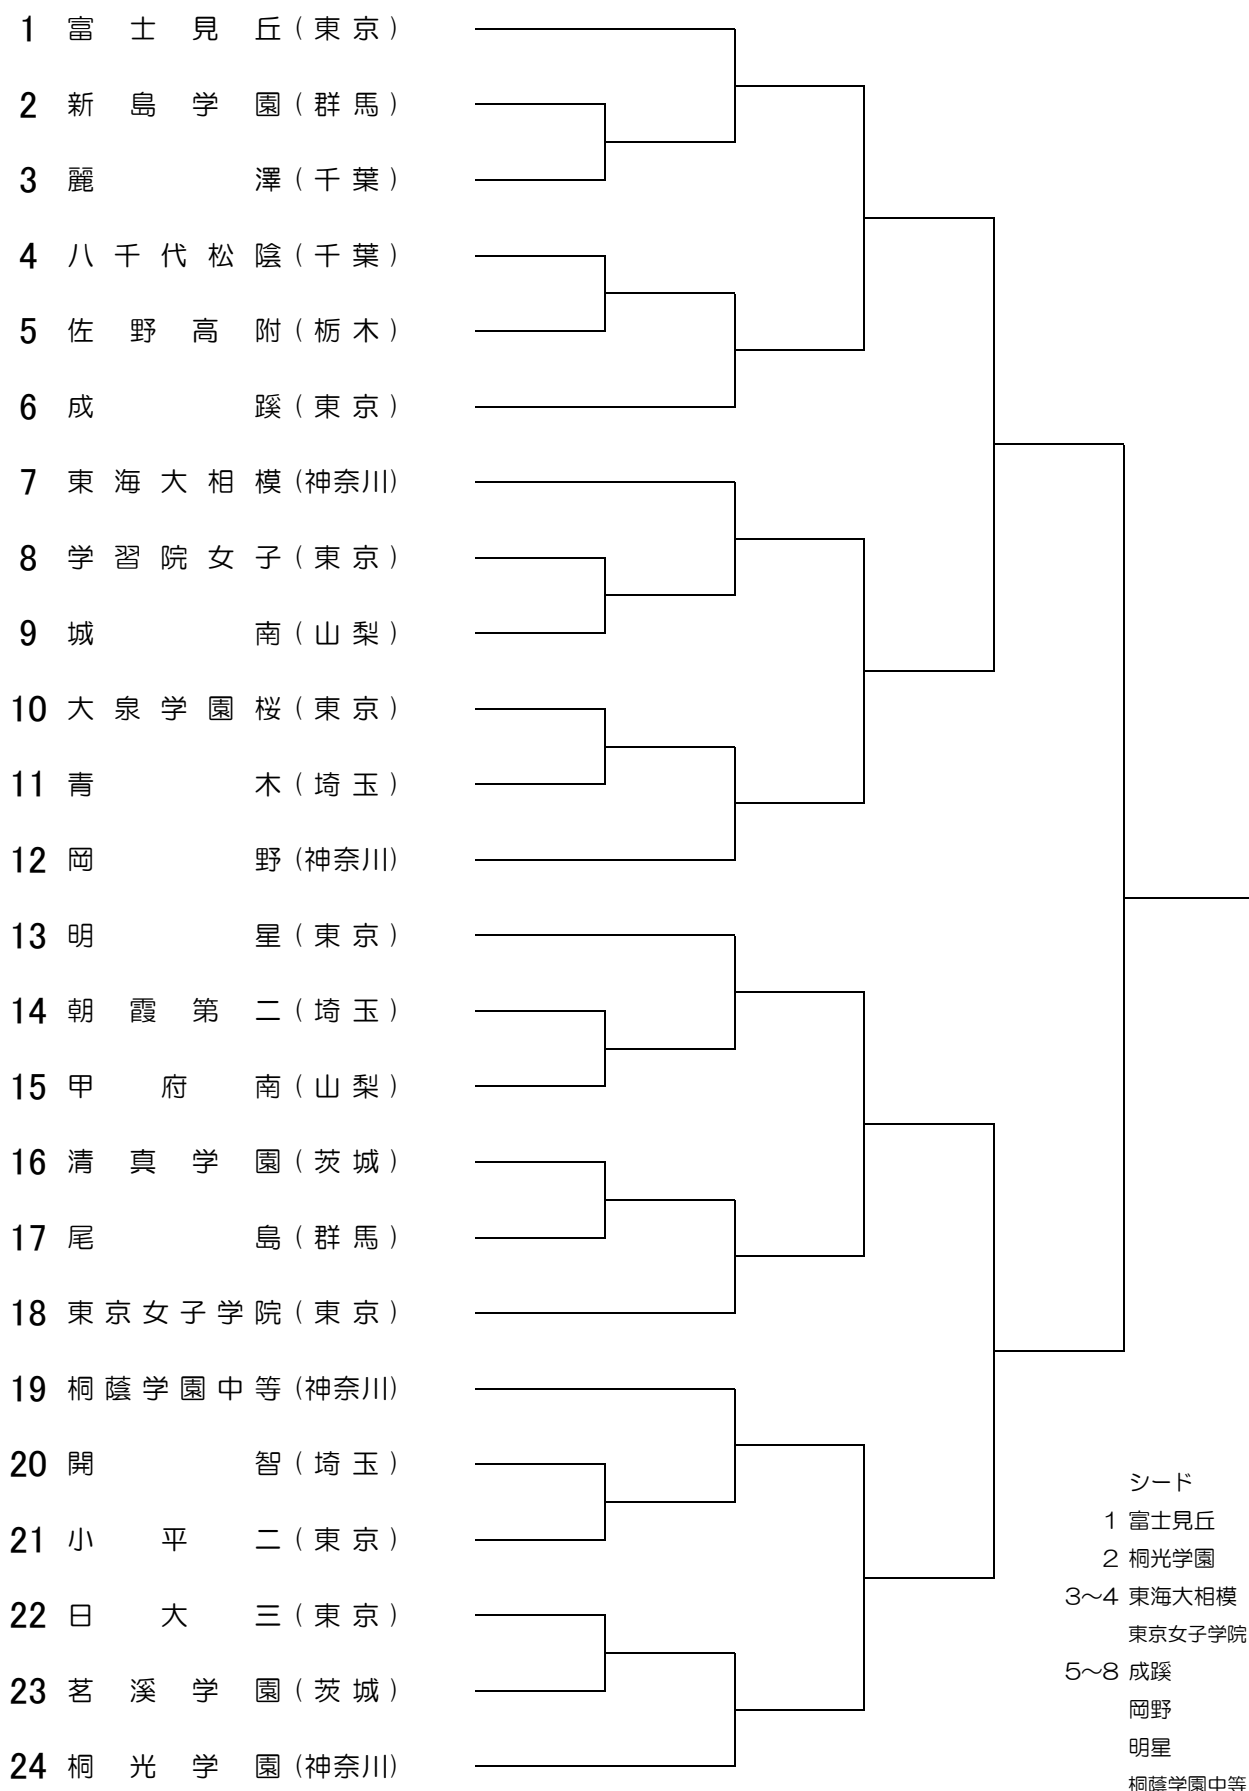 1 富士見丘(東京)
2 新島学園(群馬)
3 麗澤(千葉)
4 八千代松陰(千葉)
5 佐野高附(栃木)
6 成蹊(東京)
7 東海大相模(神奈川)
8 学習院女子(東京)
9 城南(山梨)
10 大泉学園桜(東京)
11 青木(埼玉)
12 岡野(神奈川)
13 明星(東京)
14 朝霞第二(埼玉)
15 甲府南(山梨)
16 清真学園(茨城)
17 尾島(群馬)
18 東京女子学院(東京)
19 桐蔭学園中等(神奈川)
20 開智(埼玉)
21 小平二(東京)
22 日大三(東京)
23 茗溪学園(茨城)
24 桐光学園(神奈川)
シード
1 富士見丘
2 桐光学園
3～4 東海大相模
東京女子学院
5～8 成蹊
岡野
明星
桐蔭学園中等